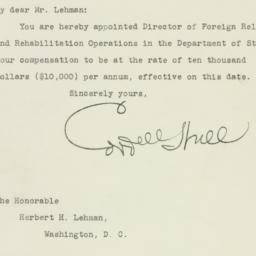 y dear Mr. Lehman:
You are hereby appointed Director of Foreign Rel
nd Rehabilitation Operations in the Department of St
our compensation to be at the rate of ten thousand
ollars ($10,000) per annum, effective on this date.
Sincerely yours,
Cordell Hull
he Honorable
Herbert H. Lehman,
Washington, D. C.